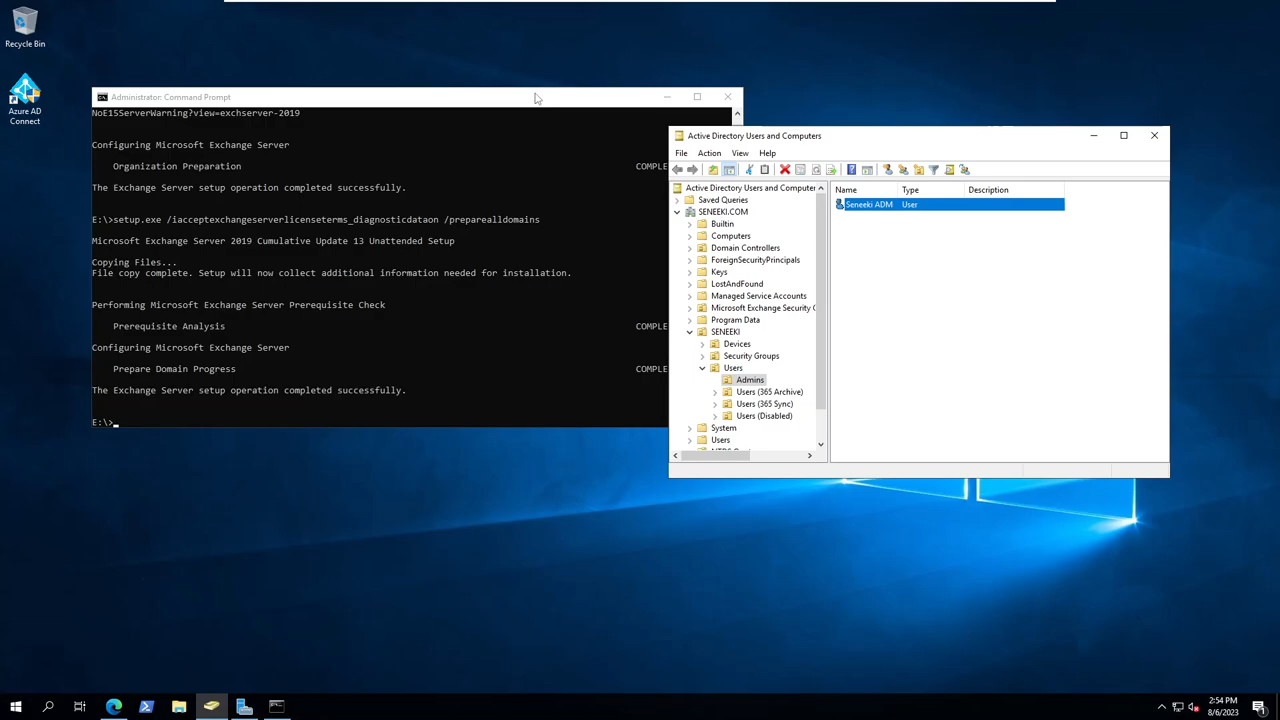 Recycle Bin
Azure AD
Connect
Administrator: Command Prompt
NoE15ServerWarning?view=exchserver-2019
Configuring Microsoft Exchange Server
Organization Preparation COMPLE
The Exchange Server setup operation completed successfully.
E:\>setup.exe /iacceptexchangeserverlicenseterms_diagnosticdataon /preparealldomains
Microsoft Exchange Server 2019 Cumulative Update 13 Unattended Setup
Copying Files...
File copy complete. Setup will now collect additional information needed for installation.
Performing Microsoft Exchange Server Prerequisite Check
Prerequisite Analysis COMPLE
Configuring Microsoft Exchange Server
Prepare Domain Progress COMPLE
The Exchange Server setup operation completed successfully.
E:\>
Active Directory Users and Computers
File Action View Help
Active Directory Users and Computer
Saved Queries
SENEEKI.COM
Builtin
Computers
Domain Controllers
ForeignSecurityPrincipals
Keys
LostAndFound
Managed Service Accounts
Microsoft Exchange Security
Program Data
SENEEKI
Devices
Security Groups
Users
Admins
Users (365 Archive)
Users (365 Sync)
Users (Disabled)
System
Users
Name Type Description
Seneeki ADM User
2:54 PM
8/6/2023
1